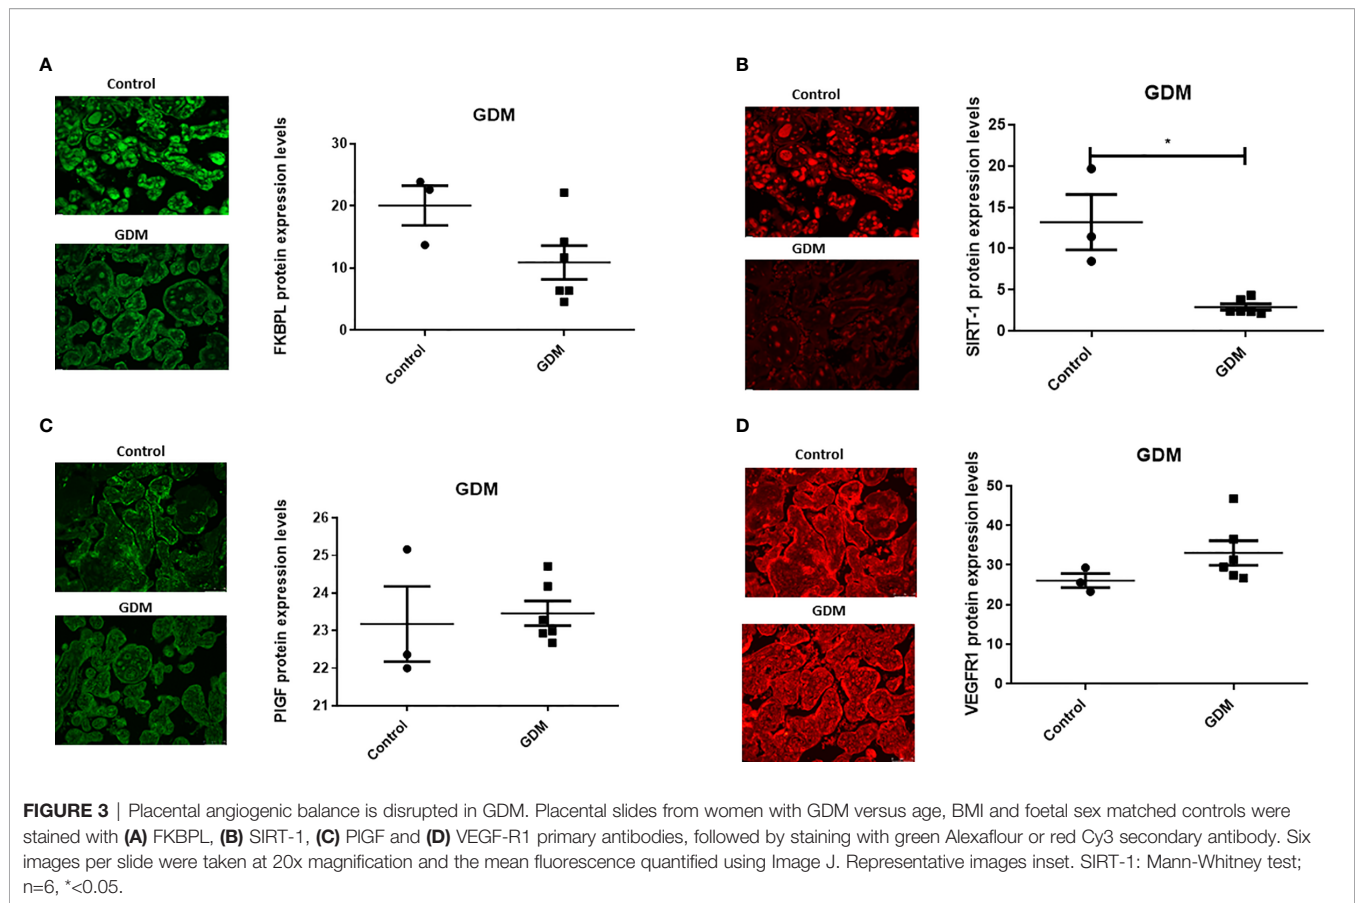 A
Control
GDM
GDM
FKBPL protein expression levels
30
20
10
0
Control
GDM
B
Control
GDM
GDM
SIRT-1 protein expression levels
25
20
15
10
5
0
*
Control
GDM
C
Control
GDM
GDM
PIGF protein expression levels
26
25
24
23
22
21
Control
GDM
D
Control
GDM
GDM
VEGFR1 protein expression levels
50
40
30
20
10
0
Control
GDM
FIGURE 3 | Placental angiogenic balance is disrupted in GDM. Placental slides from women with GDM versus age, BMI and foetal sex matched controls were
stained with (A) FKBPL, (B) SIRT-1, (C) PlGF and (D) VEGF-R1 primary antibodies, followed by staining with green Alexaflour or red Cy3 secondary antibody. Six
images per slide were taken at 20x magnification and the mean fluorescence quantified using Image J. Representative images inset. SIRT-1: Mann-Whitney test;
n=6, *<0.05.